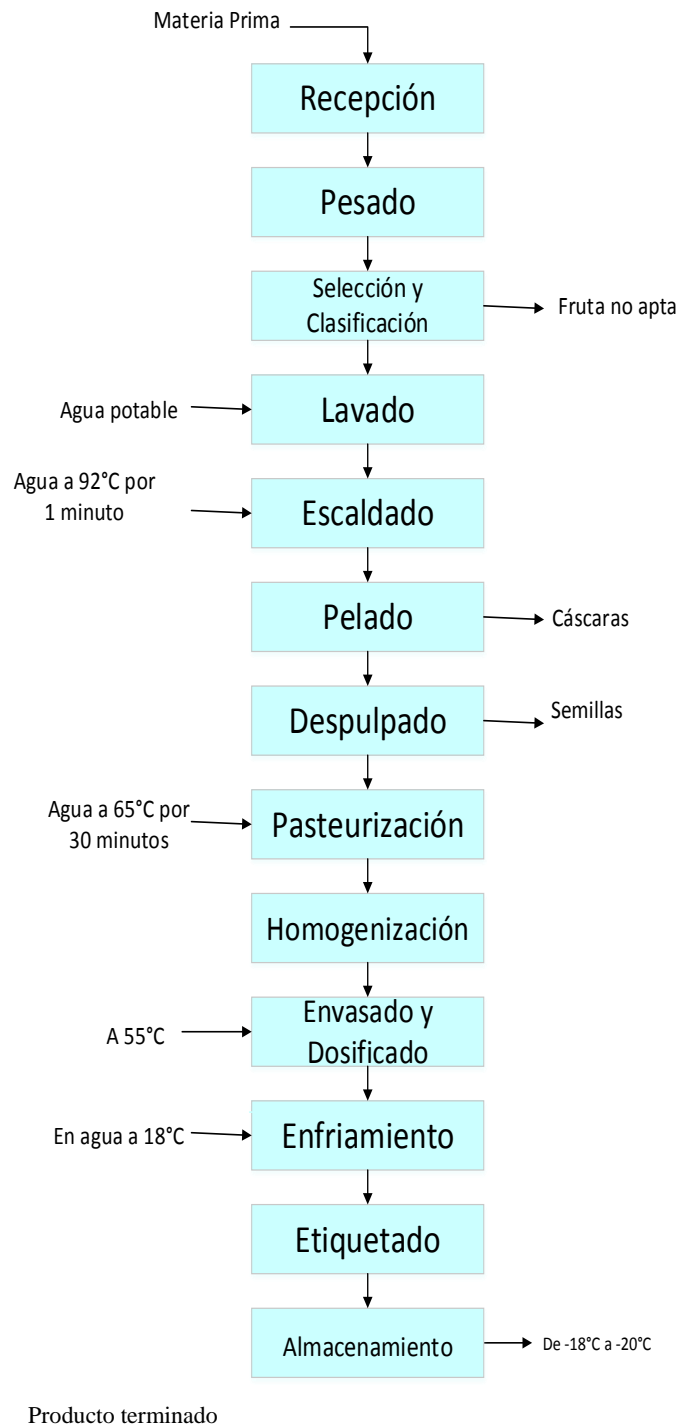 Materia Prima
Recepción
Pesado
Selección y
Clasificación
Fruta no apta
Agua potable
Lavado
Agua a 92°C por
1 minuto
Escaldado
Pelado
Cáscaras
Despulpado
Semillas
Agua a 65°C por
30 minutos
Pasteurización
Homogenización
A 55°C
Envasado y
Dosificado
En agua a 18°C
Enfriamiento
Etiquetado
Almacenamiento
De -18°C a -20°C
Producto terminado